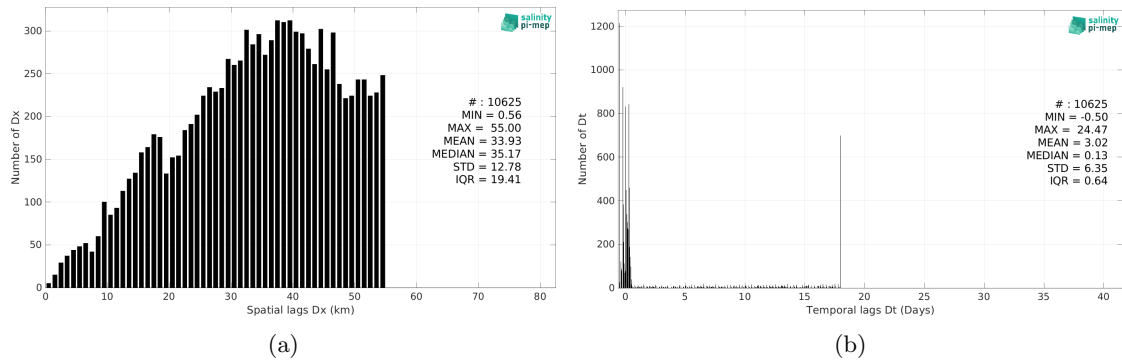 salinity
pi-mep
300
250
200
150
100
50
0
Number of Dx
# : 10625
MIN = 0.56
MAX = 55.00
MEAN = 33.93
MEDIAN = 35.17
STD = 12.78
IQR = 19.41
0 10 20 30 40 50 60 70 80
Spatial lags Dx (km)
(a)
salinity
pi-mep
1200
1000
800
600
400
200
0
Number of Dt
# : 10625
MIN = -0.50
MAX = 24.47
MEAN = 3.02
MEDIAN = 0.13
STD = 6.35
IQR = 0.64
0 5 10 15 20 25 30 35 40
Temporal lags Dt (Days)
(b)